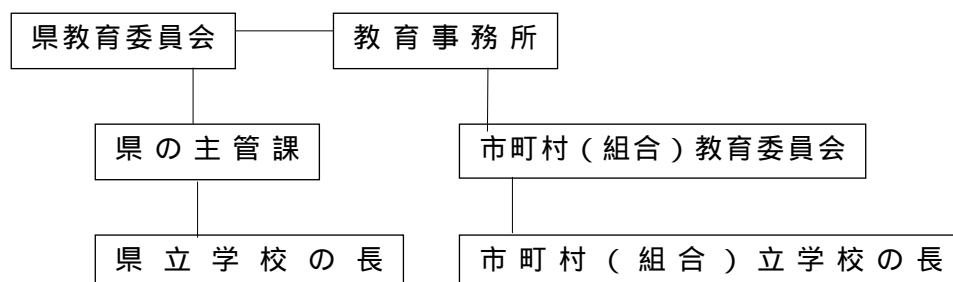 県教育委員会
教育事務所
県の主管課
市町村（組合）教育委員会
県立学校の長
市町村（組合）立学校の長